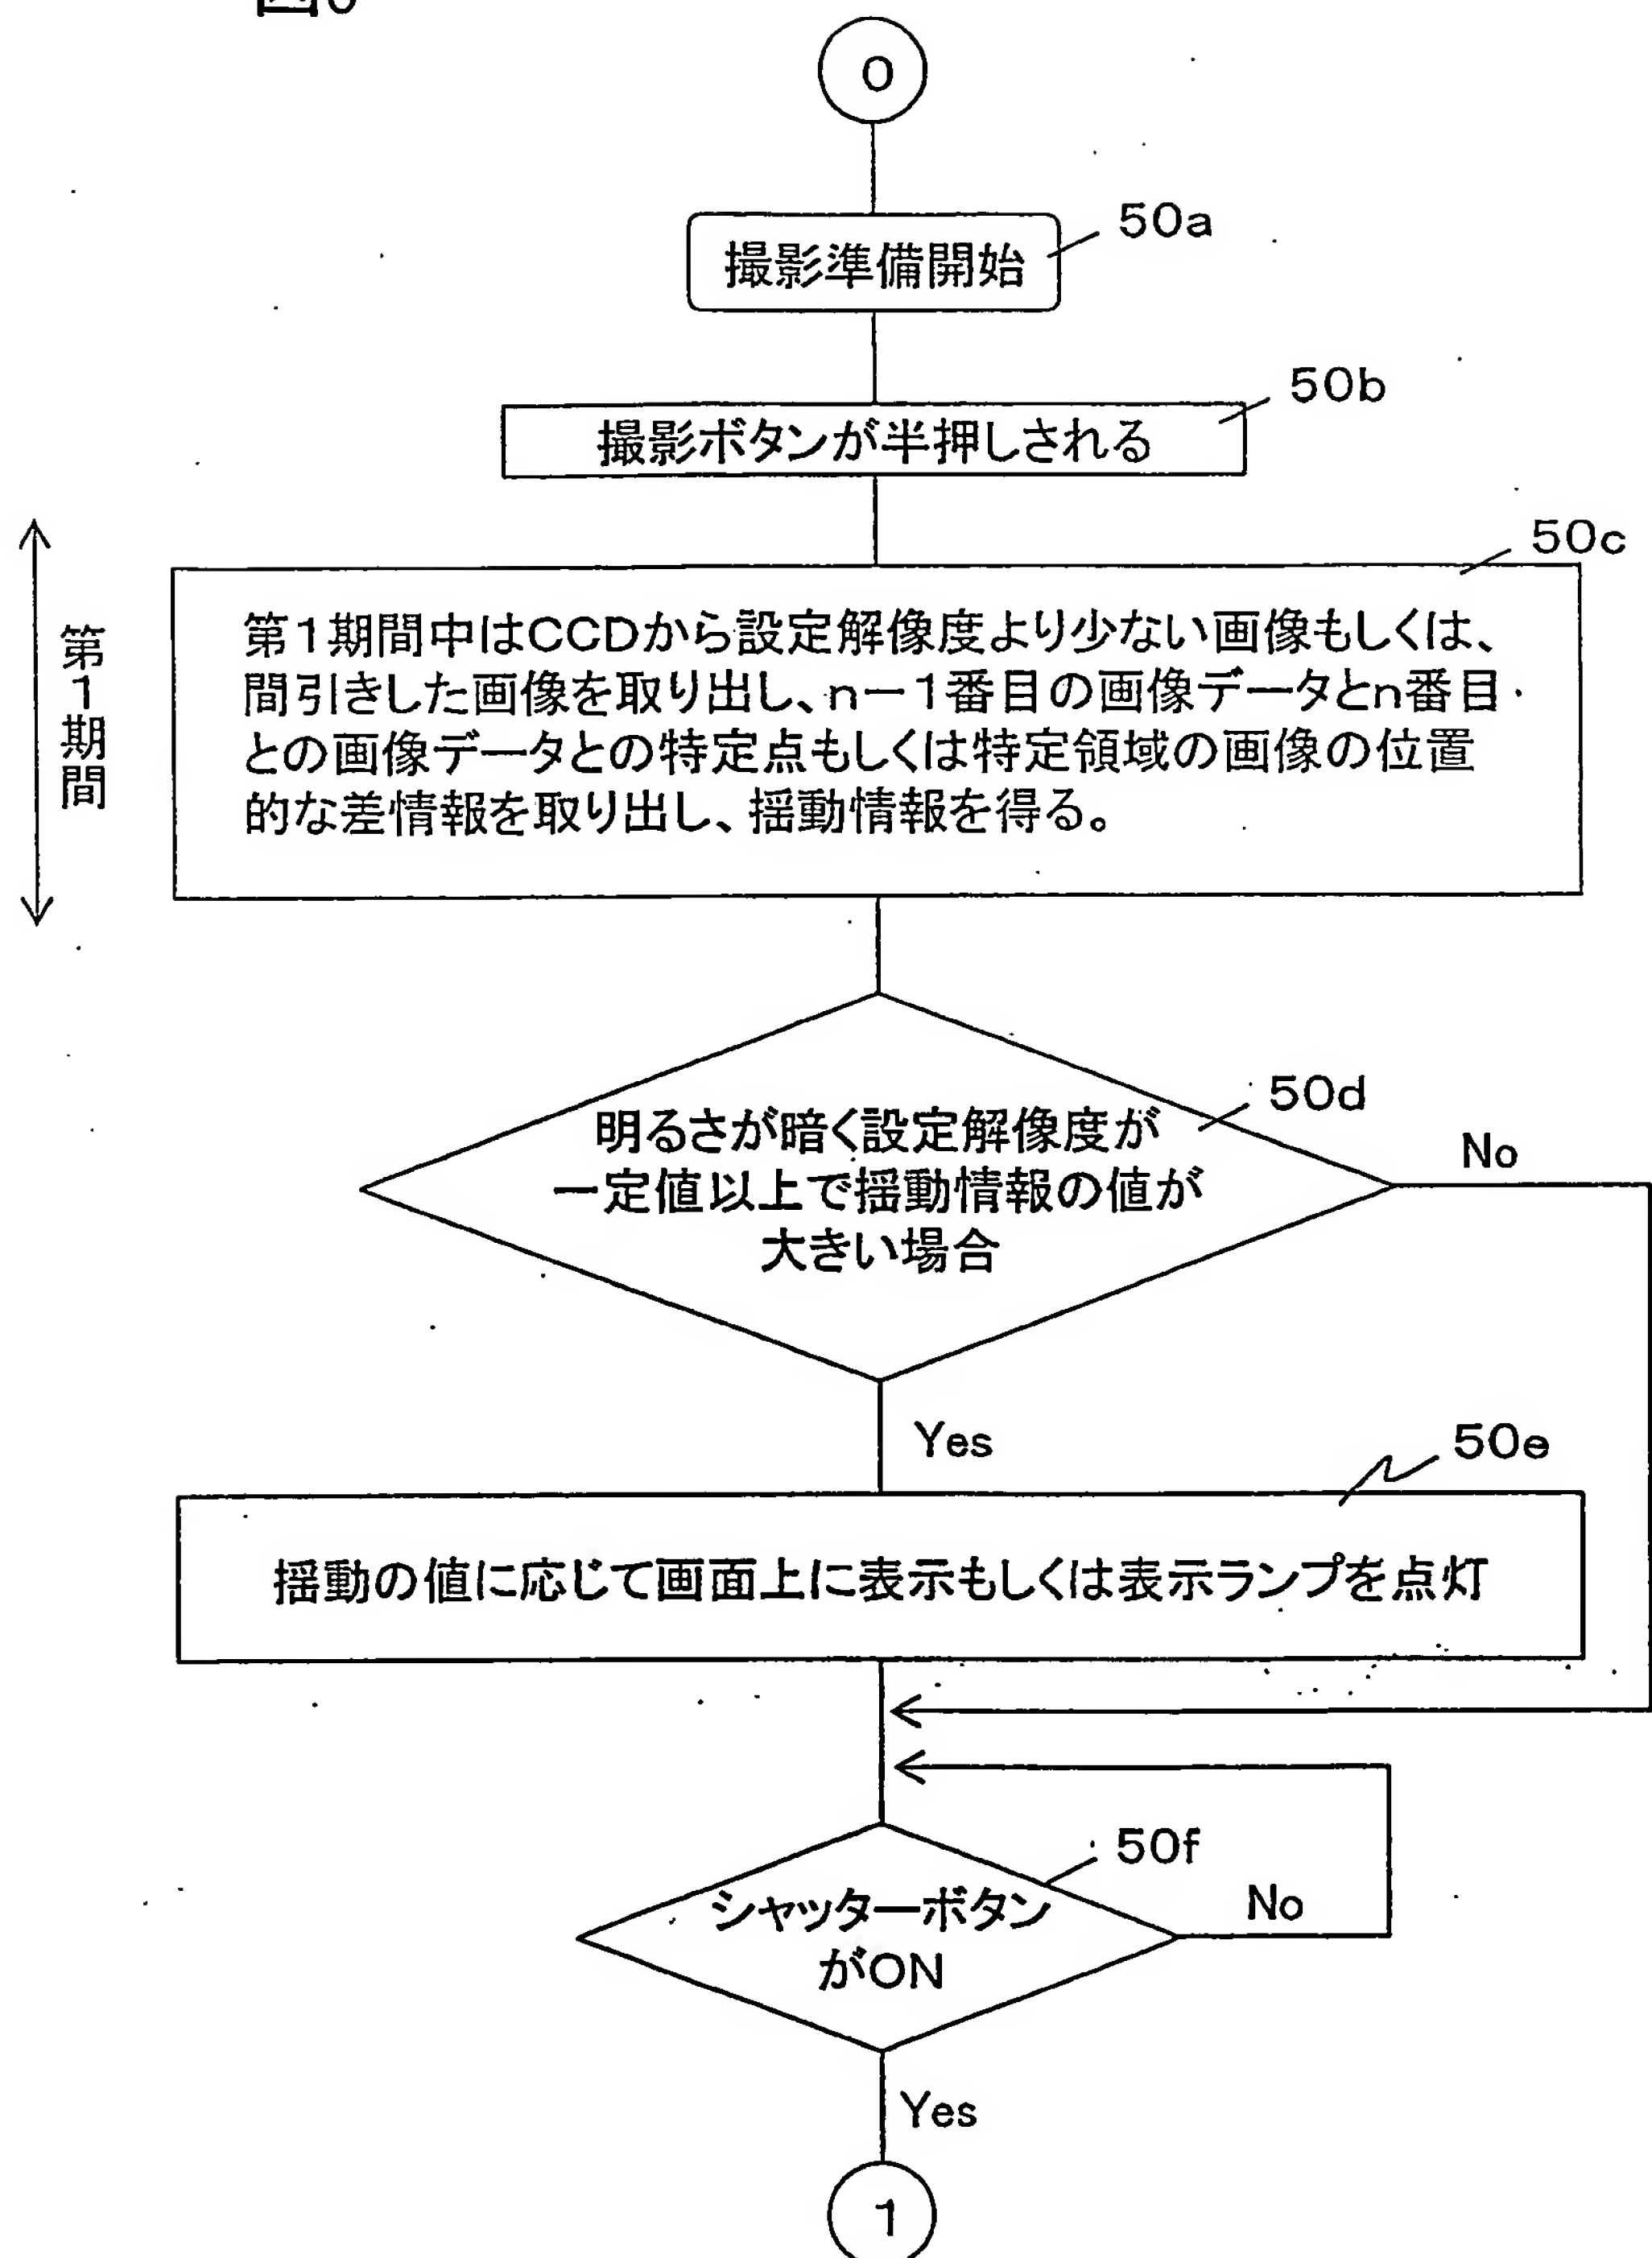 0
50a
撮影準備開始
50b
撮影ボタンが半押しされる
50c
第1期間
第1期間中はCCDから設定解像度より少ない画像もしくは、
間引きした画像を取り出し、n－1番目の画像データとn番目
との画像データとの特定点もしくは特定領域の画像の位置
的な差情報を取り出し、揺動情報を得る。
50d
明るさが暗く設定解像度が
一定値以上で揺動情報の値が
大きい場合
No
Yes
50e
揺動の値に応じて画面上に表示もしくは表示ランプを点灯
50f
シャッターボタン
がON
No
Yes
1